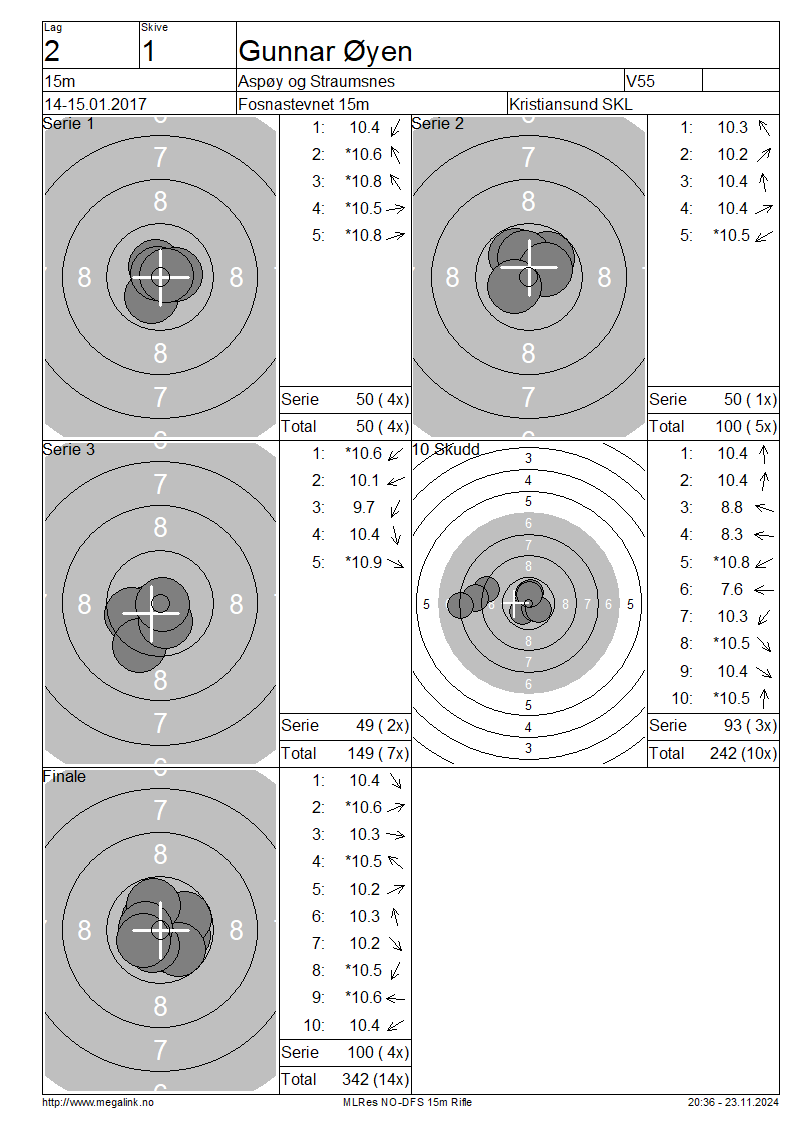 Lag
2
Skive
1
Gunnar Øyen
15m
Aspøy og Straumsnes
V55
14-15.01.2017
Fosnastevnet 15m
Kristiansund SKL
Serie 1
6
7
8
8 8
8
7
6
1: 10.4
2: *10.6
3: *10.8
4: *10.5
5: *10.8
Serie 50 ( 4x)
Total 50 ( 4x)
Serie 2
6
7
8
8 8
8
7
6
1: 10.3
2: 10.2
3: 10.4
4: 10.4
5: *10.5
Serie 50 ( 1x)
Total 100 ( 5x)
Serie 3
7
8
8 8
8
7
6
1: *10.6
2: 10.1
3: 9.7
4: 10.4
5: *10.9
Serie 49 ( 2x)
Total 149 ( 7x)
10 Skudd
3
4
5
6
7
8
5 6 8 7 6 5
8
7
6
5
4
3
1: 10.4
2: 10.4
3: 8.8
4: 8.3
5: *10.8
6: 7.6
7: 10.3
8: *10.5
9: 10.4
10: *10.5
Serie 93 ( 3x)
Total 242 (10x)
Finale
7
8
8 8
8
7
6
1: 10.4
2: *10.6
3: 10.3
4: *10.5
5: 10.2
6: 10.3
7: 10.2
8: *10.5
9: *10.6
10: 10.4
Serie 100 ( 4x)
Total 342 (14x)
http://www.megalink.no
MLRes NO-DFS 15m Rifle
20:36 - 23.11.2024